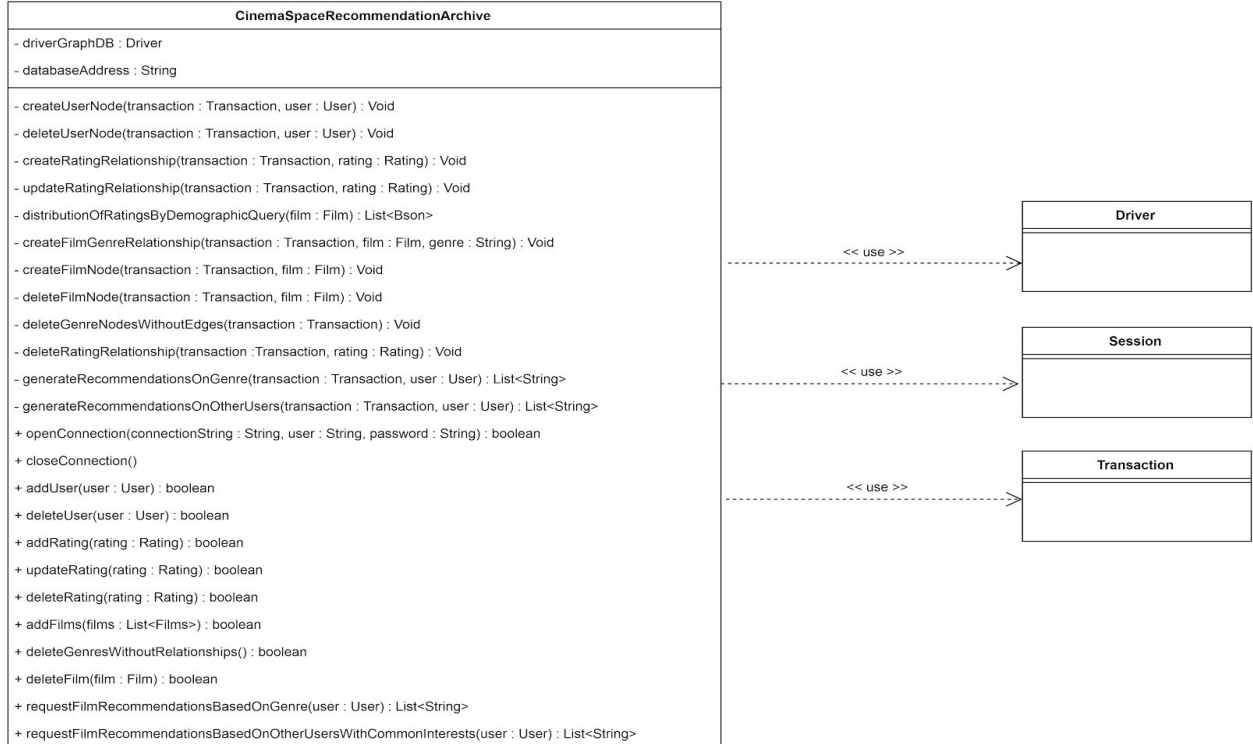 CinemaSpaceRecommendationArchive
- driverGraphDB : Driver
- databaseAddress : String
- createUserNode(transaction : Transaction, user : User) : Void
- deleteUserNode(transaction : Transaction, user : User) : Void
- createRatingRelationship(transaction : Transaction, rating : Rating) : Void
- updateRatingRelationship(transaction : Transaction, rating : Rating) : Void
- distributionOfRatingsByDemographicQuery(film : Film) : List<Bson>
- createFilmGenreRelationship(transaction : Transaction, film : Film, genre : String) : Void
- createFilmNode(transaction : Transaction, film : Film) : Void
- deleteFilmNode(transaction : Transaction, film : Film) : Void
- deleteGenreNodesWithoutEdges(transaction : Transaction) : Void
- deleteRatingRelationship(transaction :Transaction, rating : Rating) : Void
- generateRecommendationsOnGenre(transaction : Transaction, user : User) : List<String>
- generateRecommendationsOnOtherUsers(transaction : Transaction, user : User) : List<String>
+ openConnection(connectionString : String, user : String, password : String) : boolean
+ closeConnection()
+ addUser(user : User) : boolean
+ deleteUser(user : User) : boolean
+ addRating(rating : Rating) : boolean
+ updateRating(rating : Rating) : boolean
+ deleteRating(rating : Rating) : boolean
+ addFilms(films : List<Films>) : boolean
+ deleteGenresWithoutRelationships() : boolean
+ deleteFilm(film : Film) : boolean
+ requestFilmRecommendationsBasedOnGenre(user : User) : List<String>
+ requestFilmRecommendationsBasedOnOtherUsersWithCommonInterests(user : User) : List<String>
<< use >>
Driver
<< use >>
Session
<< use >>
Transaction